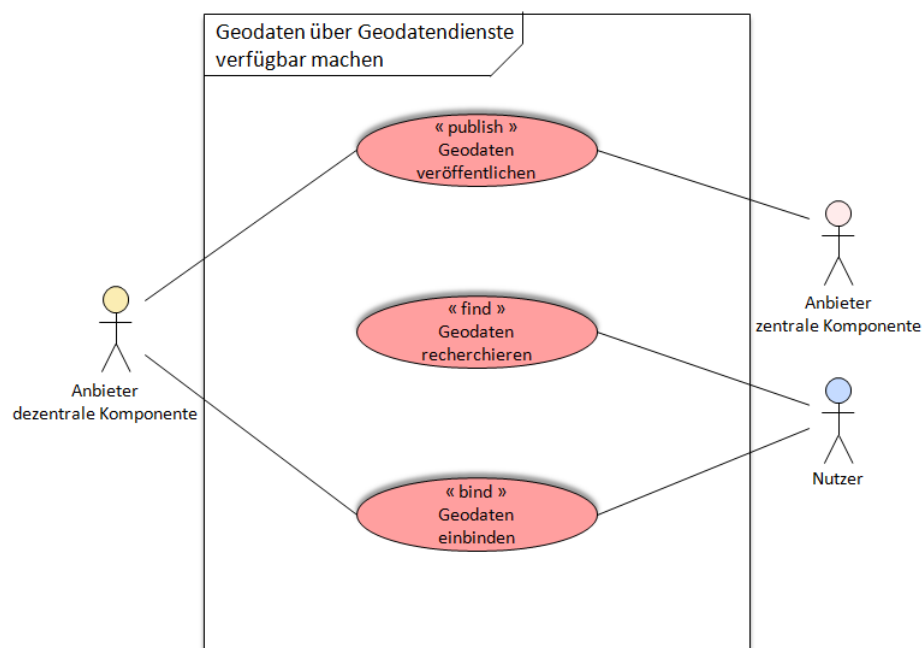 Geodaten über Geodatendienste
verfügbar machen
« publish »
Geodaten
veröffentlichen
Anbieter
zentrale Komponente
« find »
Geodaten
recherchieren
Anbieter
dezentrale Komponente
Nutzer
« bind »
Geodaten
einbinden